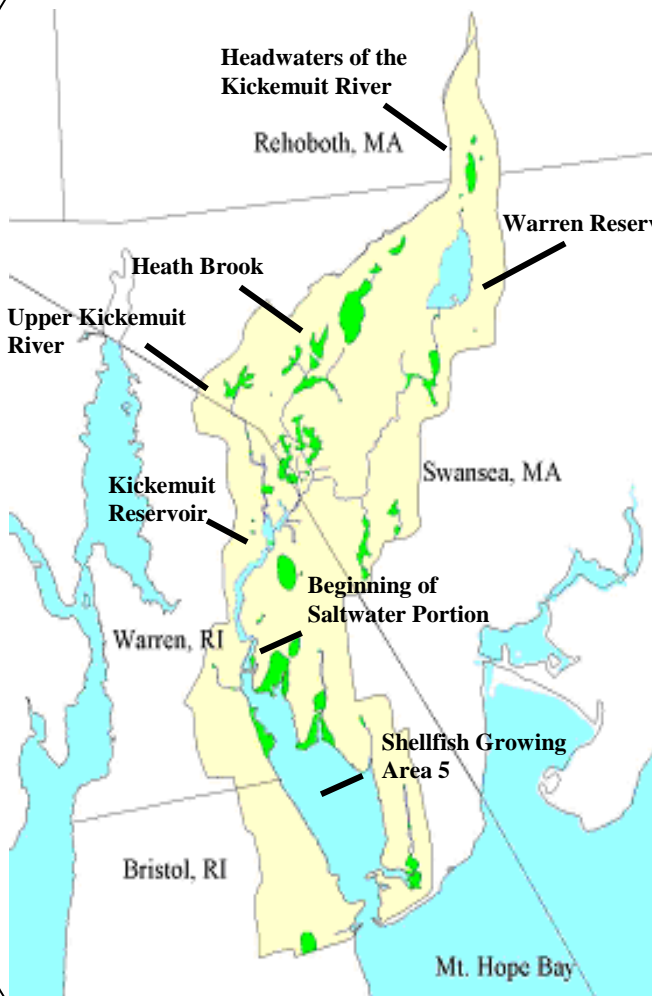 Headwaters of the
Kickemuit River
Rehoboth, MA
Warren Reserv
Heath Brook
Upper Kickemuit
River
Swansea, MA
Kickemuit
Reservoir
Beginning of
Saltwater Portion
Warren, RI
Shellfish Growing
Area 5
Bristol, RI
Mt. Hope Bay